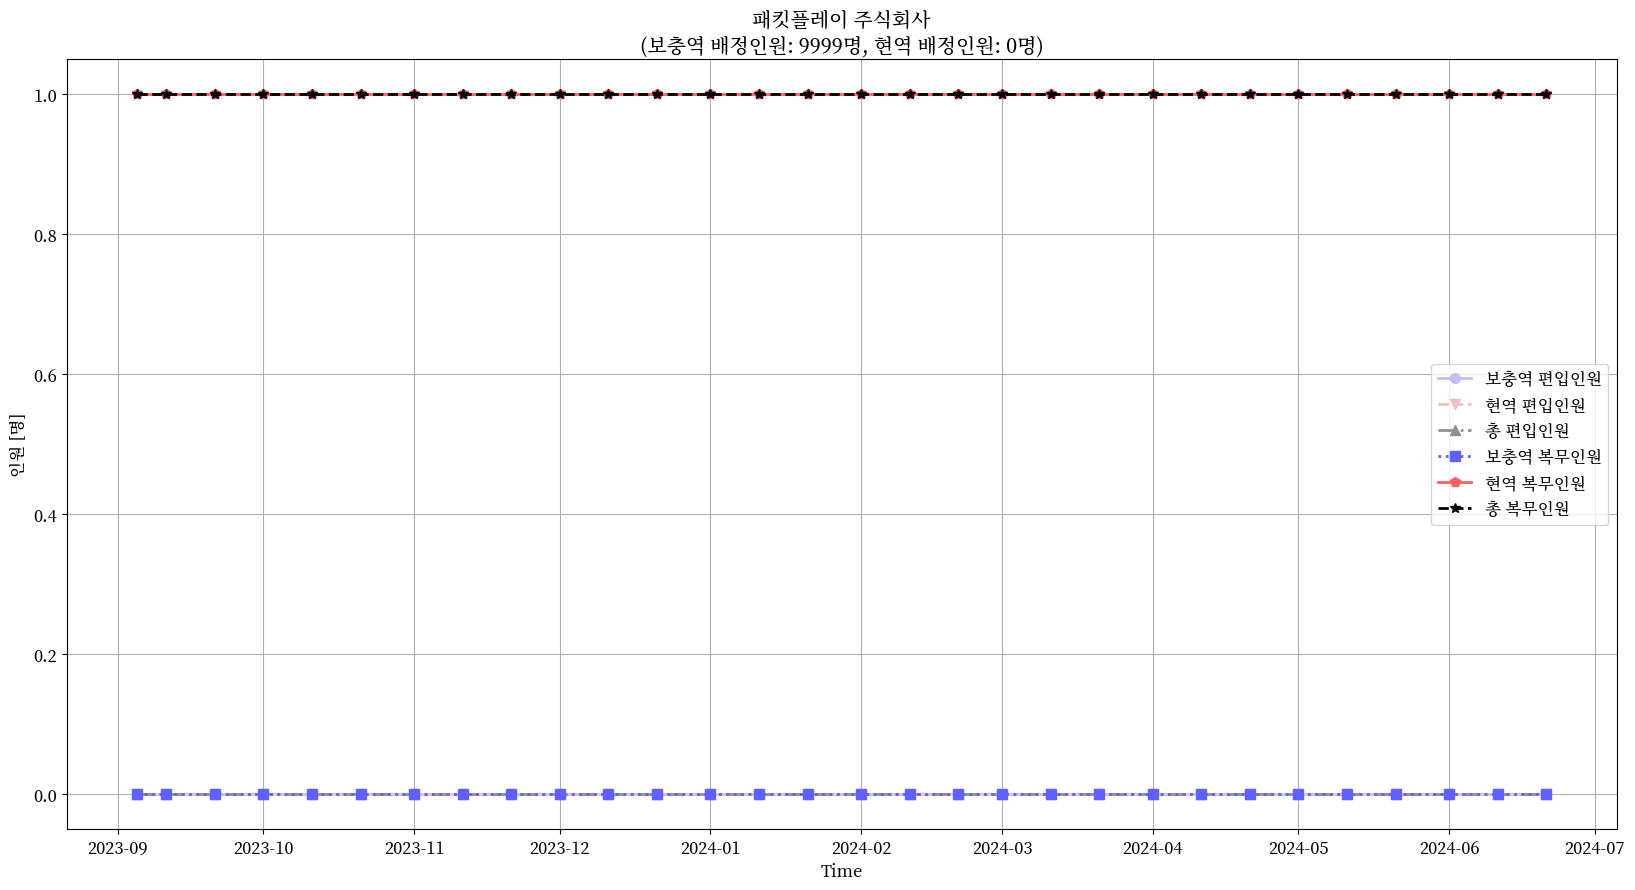 패킷플레이 주식회사
(보충역 배정인원: 9999명, 현역 배정인원: 0명)
1.0
0.8
0.6
0.4
0.2
0.0
인원 [명]
보충역 편입인원
현역 편입인원
총 편입인원
보충역 복무인원
현역 복무인원
총 복무인원
2023-09 2023-10 2023-11 2023-12 2024-01 2024-02 2024-03 2024-04 2024-05 2024-06 2024-07
Time